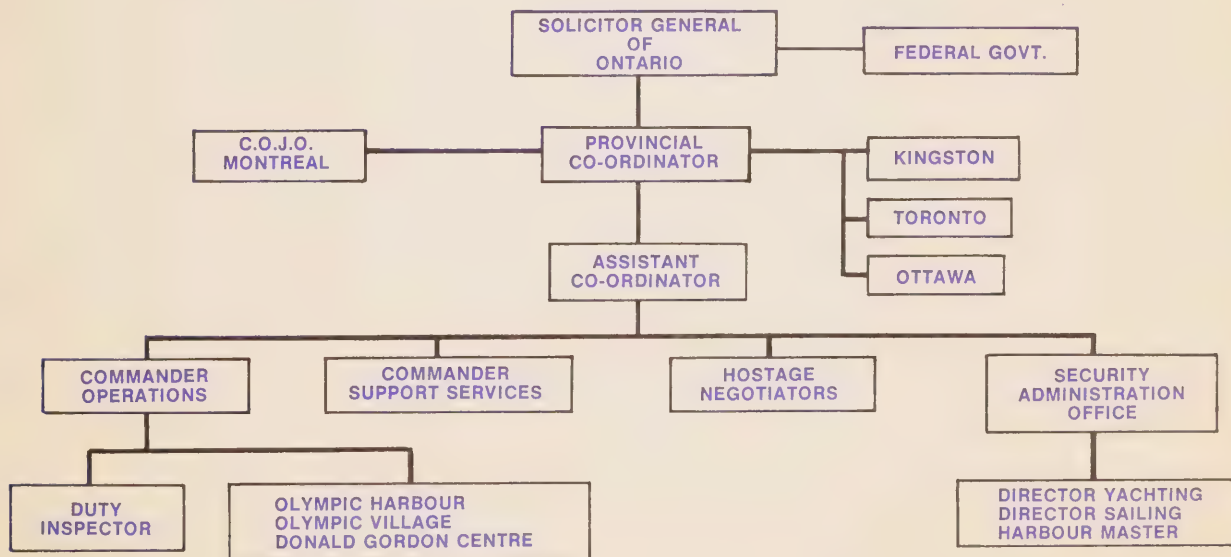 SOLICITOR GENERAL
OF
ONTARIO
FEDERAL GOVT.
C.O.J.O.
MONTREAL
PROVINCIAL
CO-ORDINATOR
KINGSTON
TORONTO
OTTAWA
ASSISTANT
CO-ORDINATOR
COMMANDER
OPERATIONS
COMMANDER
SUPPORT SERVICES
HOSTAGE
NEGOTIATORS
SECURITY
ADMINISTRATION
OFFICE
DUTY
INSPECTOR
OLYMPIC HARBOUR
OLYMPIC VILLAGE
DONALD GORDON CENTRE
DIRECTOR YACHTING
DIRECTOR SAILING
HARBOUR MASTER